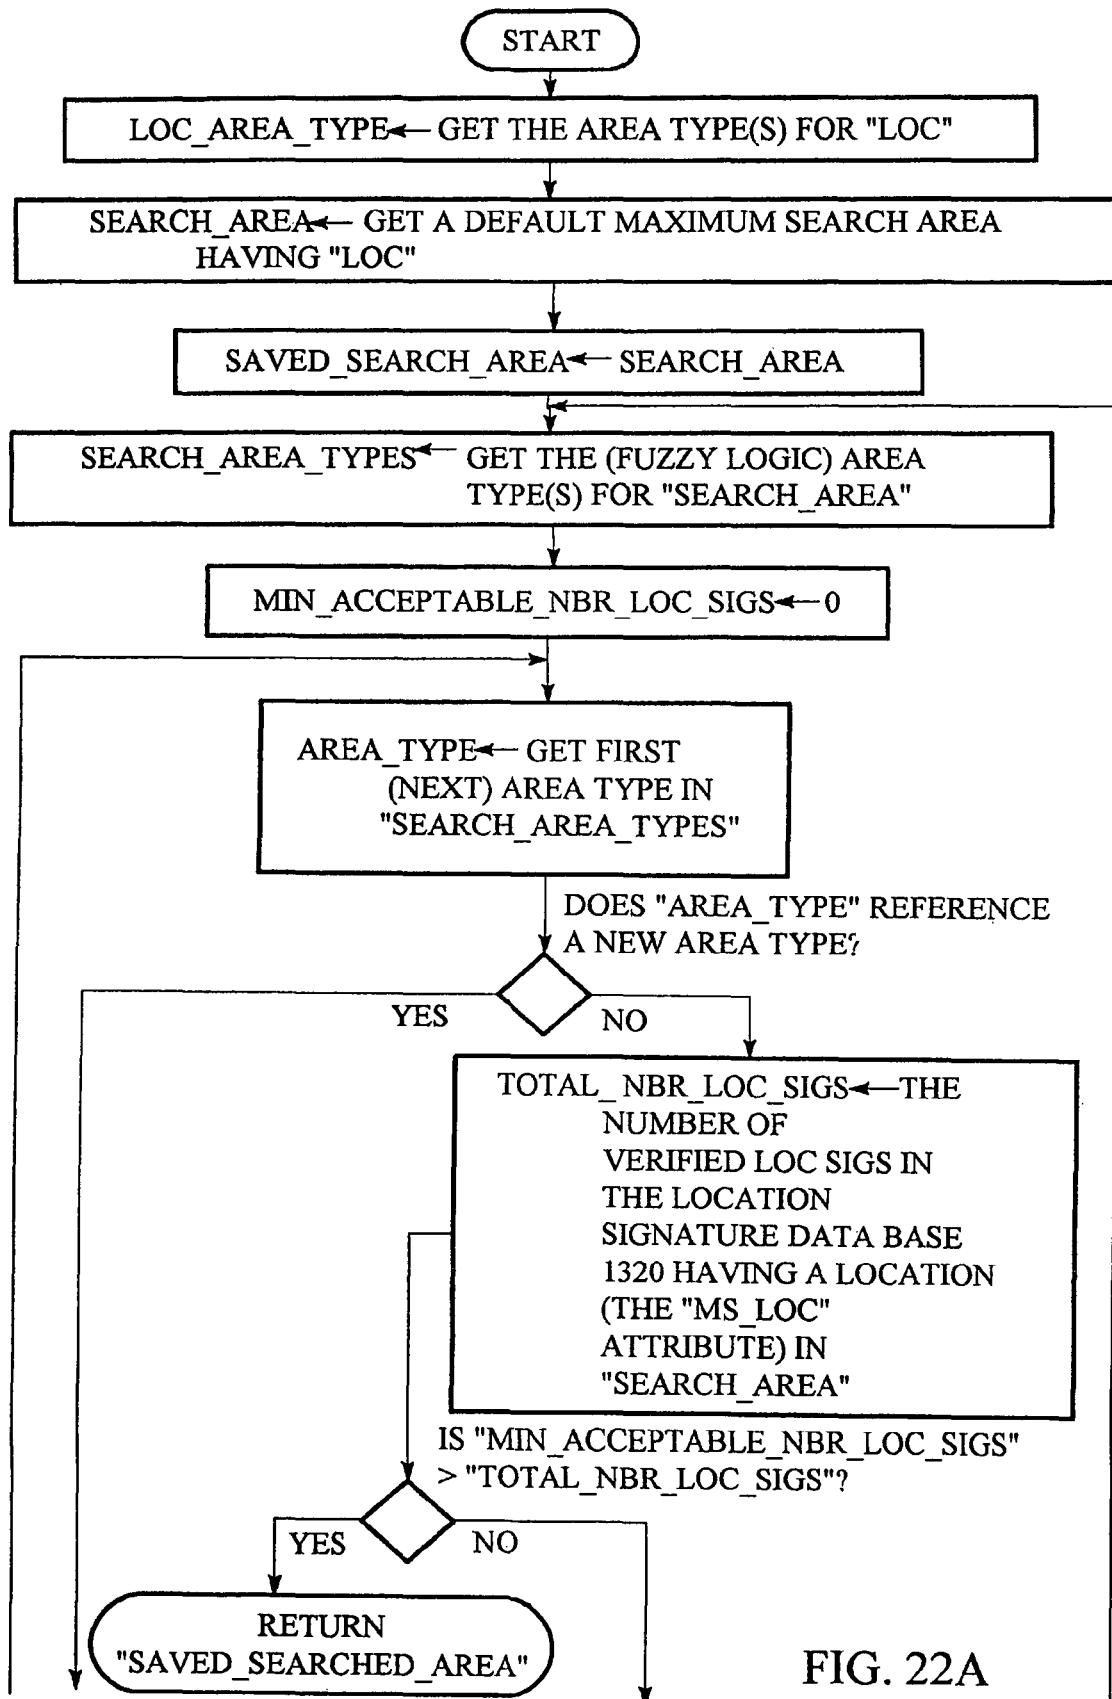 START
LOC_AREA_TYPE← GET THE AREA TYPE(S) FOR "LOC"
SEARCH_AREA← GET A DEFAULT MAXIMUM SEARCH AREA
HAVING "LOC"
SAVED_SEARCH_AREA← SEARCH_AREA
SEARCH_AREA_TYPES← GET THE (FUZZY LOGIC) AREA
TYPE(S) FOR "SEARCH_AREA"
MIN_ACCEPTABLE_NBR_LOC_SIGS←0
AREA_TYPE← GET FIRST
(NEXT) AREA TYPE IN
"SEARCH_AREA_TYPES"
DOES "AREA_TYPE" REFERENCE
A NEW AREA TYPE?
YES
NO
TOTAL_ NBR_LOC_SIGS←THE
NUMBER OF
VERIFIED LOC SIGS IN
THE LOCATION
SIGNATURE DATA BASE
1320 HAVING A LOCATION
(THE "MS_LOC"
ATTRIBUTE) IN
"SEARCH_AREA"
IS "MIN_ACCEPTABLE_NBR_LOC_SIGS"
> "TOTAL_NBR_LOC_SIGS"?
YES
NO
RETURN
"SAVED_SEARCHED_AREA"
FIG. 22A